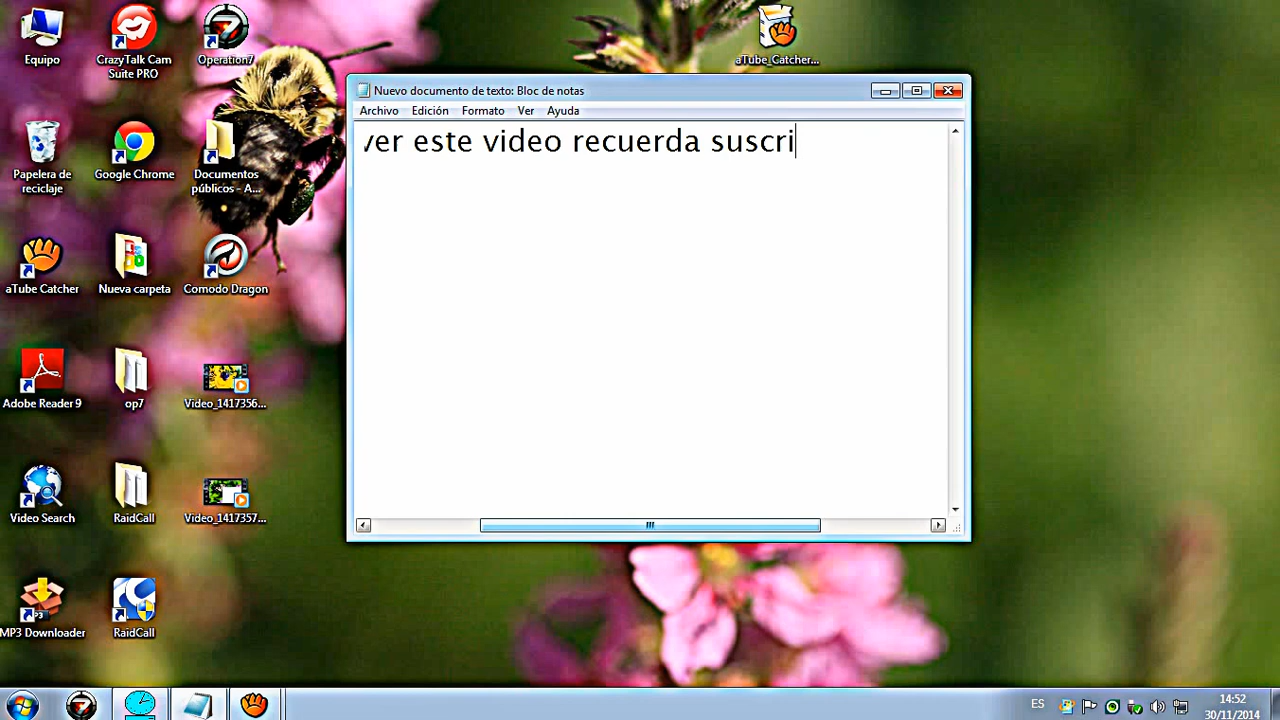 Equipo
CrazyTalk Cam
Suite PRO
Operation7
aTube_Catcher...
Nuevo documento de texto: Bloc de notas
Archivo Edición Formato Ver Ayuda
ver este video recuerda suscri
Papelera de
reciclaje
Google Chrome
Documentos
públicos - A...
aTube Catcher
Nueva carpeta
Comodo Dragon
Adobe Reader 9
op7
Video_1417356...
Video Search
RaidCall
Video_1417357...
MP3 Downloader
RaidCall
ES
14:52
30/11/2014